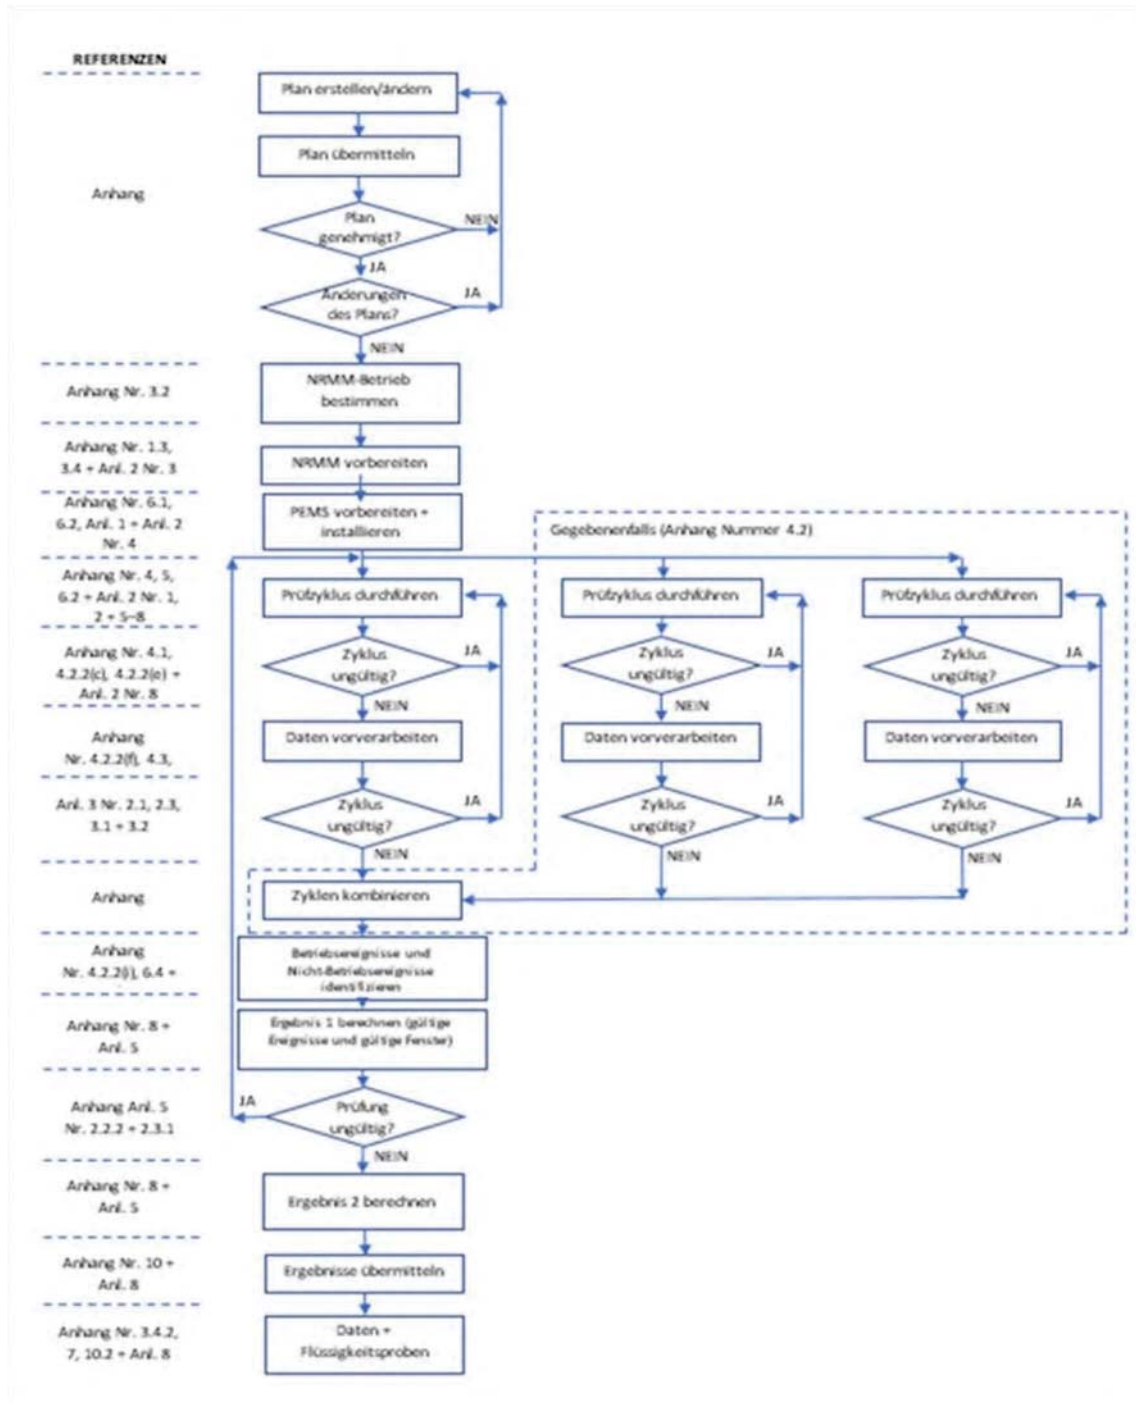 REFERENZEN
Plan erstellen/ändern
Plan übermitteln
Anhang
Plan
genehmigt?
NEIN
JA
Änderungen
des Plans?
JA
NEIN
Anhang Nr. 3.2
NRMM-Betrieb
bestimmen
Anhang Nr. 1.3,
3.4 + Anl. 2 Nr. 3
NRMM vorbereiten
Anhang Nr. 6.1,
6.2, Anl. 1 + Anl. 2
Nr. 4
PEMS vorbereiten +
installieren
Gegebenenfalls (Anhang Nummer 4.2)
Anhang Nr. 4, 5,
6.2 + Anl. 2 Nr. 1,
2 + 5–8
Prüfzyklus durchführen
Prüfzyklus durchführen
Prüfzyklus durchführen
Anhang Nr. 4.1,
4.2.2(c), 4.2.2(e) +
Anl. 2 Nr. 8
Zyklus
ungültig?
JA
NEIN
Zyklus
ungültig?
JA
NEIN
Zyklus
ungültig?
JA
NEIN
Anhang
Nr. 4.2.2(f), 4.3,
Daten vorverarbeiten
Daten vorverarbeiten
Daten vorverarbeiten
Anl. 3 Nr. 2.1, 2.3,
3.1 + 3.2
Zyklus
ungültig?
JA
NEIN
Zyklus
ungültig?
JA
NEIN
Zyklus
ungültig?
JA
NEIN
Anhang
Zyklen kombinieren
Anhang
Nr. 4.2.2(i), 6.4 +
Betriebsereignisse und
Nicht-Betriebsereignisse
identifizieren
Anhang Nr. 8 +
Anl. 5
Ergebnis 1 berechnen (gültige
Ereignisse und gültige Fenster)
Anhang Anl. 5
Nr. 2.2.2 + 2.3.1
JA
Prüfung
ungültig?
NEIN
Anhang Nr. 8 +
Anl. 5
Ergebnis 2 berechnen
Anhang Nr. 10 +
Anl. 8
Ergebnisse übermitteln
Anhang Nr. 3.4.2,
7, 10.2 + Anl. 8
Daten +
Flüssigkeitsproben